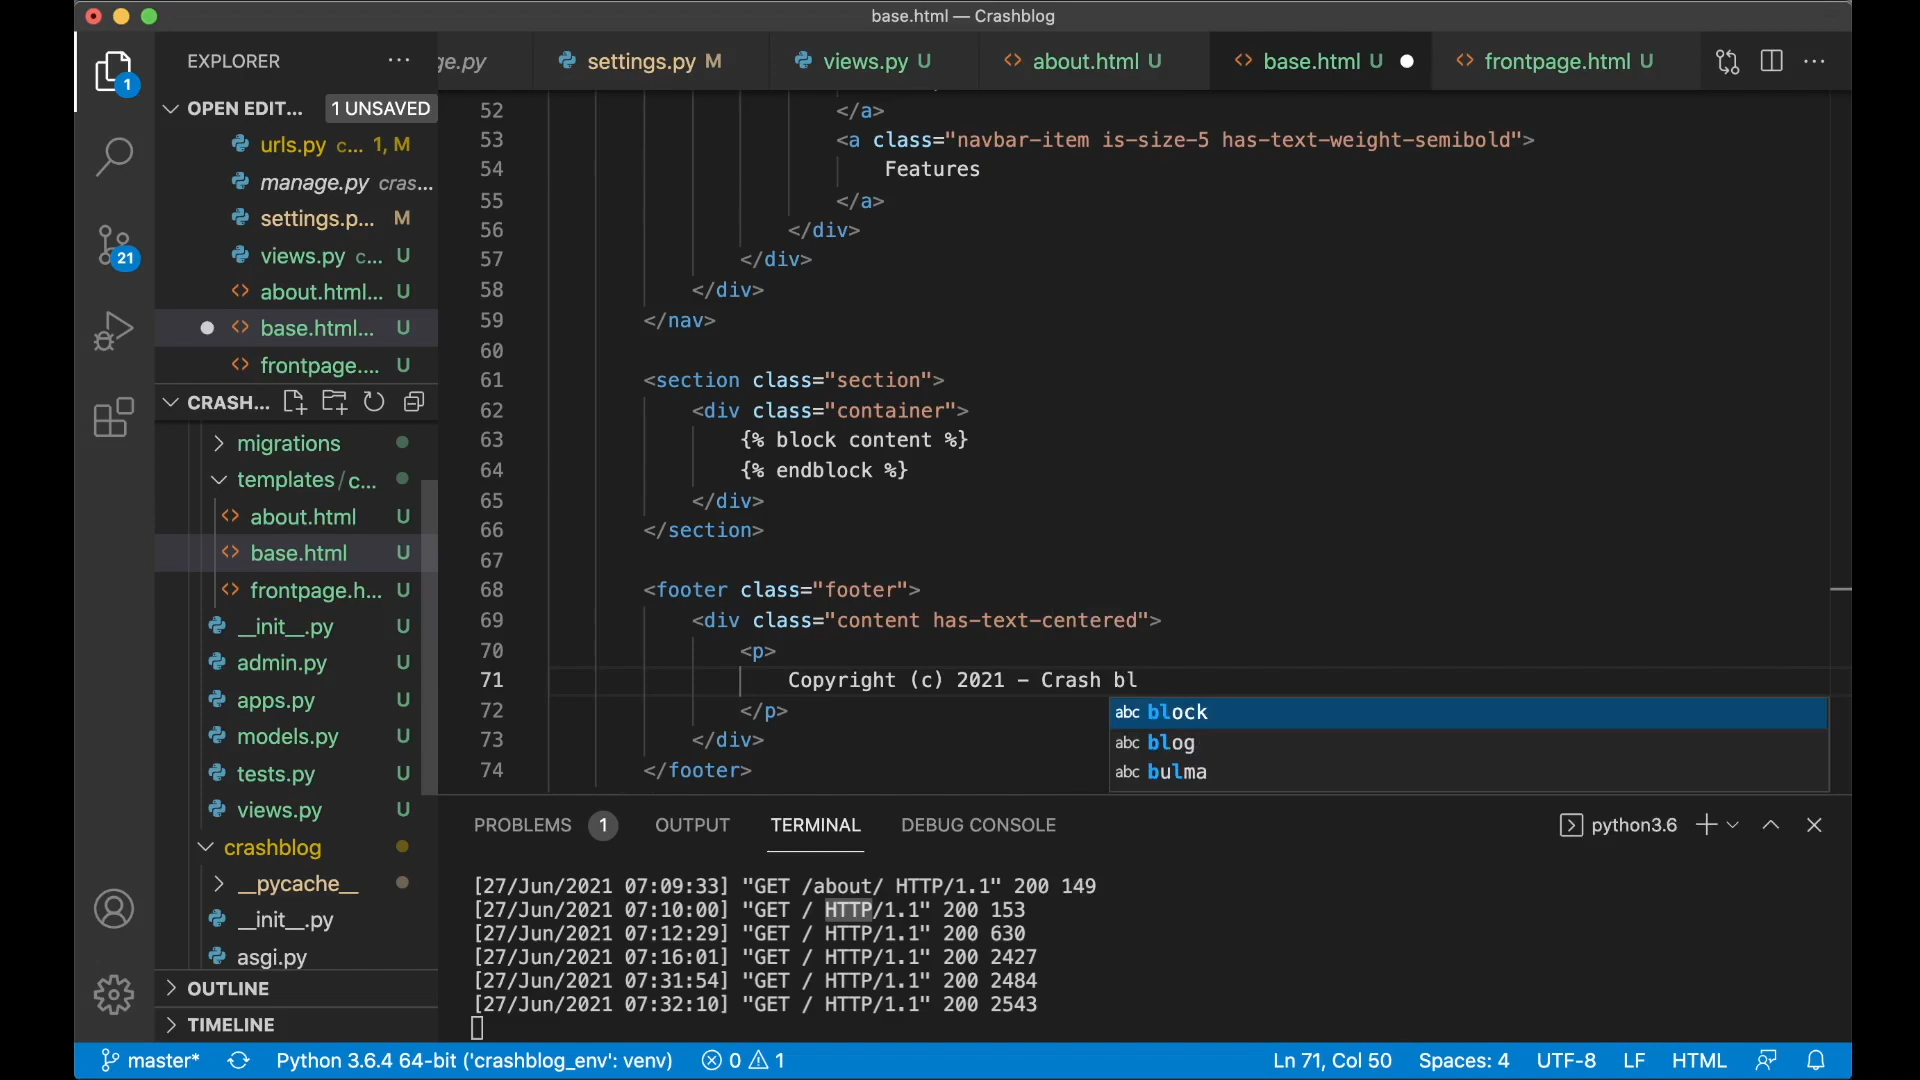 base.html — Crashblog
EXPLORER
ge.py
settings.py M
views.py U
about.html U
base.html U
frontpage.html U
1
OPEN EDIT...
1 UNSAVED
urls.py c... 1, M
manage.py cras...
settings.p... M
views.py c... U
about.html... U
base.html... U
frontpage.... U
21
CRASH...
migrations
templates/c...
about.html U
base.html U
frontpage.h... U
__init__.py U
admin.py U
apps.py U
models.py U
tests.py U
views.py U
crashblog
__pycache__
__init__.py
asgi.py
OUTLINE
TIMELINE
52 </a>
53 <a class="navbar-item is-size-5 has-text-weight-semibold">
54 Features
55 </a>
56 </div>
57 </div>
58 </div>
59 </nav>
60
61 <section class="section">
62 <div class="container">
63 {% block content %}
64 {% endblock %}
65 </div>
66 </section>
67
68 <footer class="footer">
69 <div class="content has-text-centered">
70 <p>
71 Copyright (c) 2021 - Crash bl
72 </p>
73 </div>
74 </footer>
abc block
abc blog
abc bulma
PROBLEMS 1 OUTPUT TERMINAL DEBUG CONSOLE
python3.6
[27/Jun/2021 07:09:33] "GET /about/ HTTP/1.1" 200 149
[27/Jun/2021 07:10:00] "GET / HTTP/1.1" 200 153
[27/Jun/2021 07:12:29] "GET / HTTP/1.1" 200 630
[27/Jun/2021 07:16:01] "GET / HTTP/1.1" 200 2427
[27/Jun/2021 07:31:54] "GET / HTTP/1.1" 200 2484
[27/Jun/2021 07:32:10] "GET / HTTP/1.1" 200 2543
master* Python 3.6.4 64-bit ('crashblog_env': venv) 0 1 Ln 71, Col 50 Spaces: 4 UTF-8 LF HTML